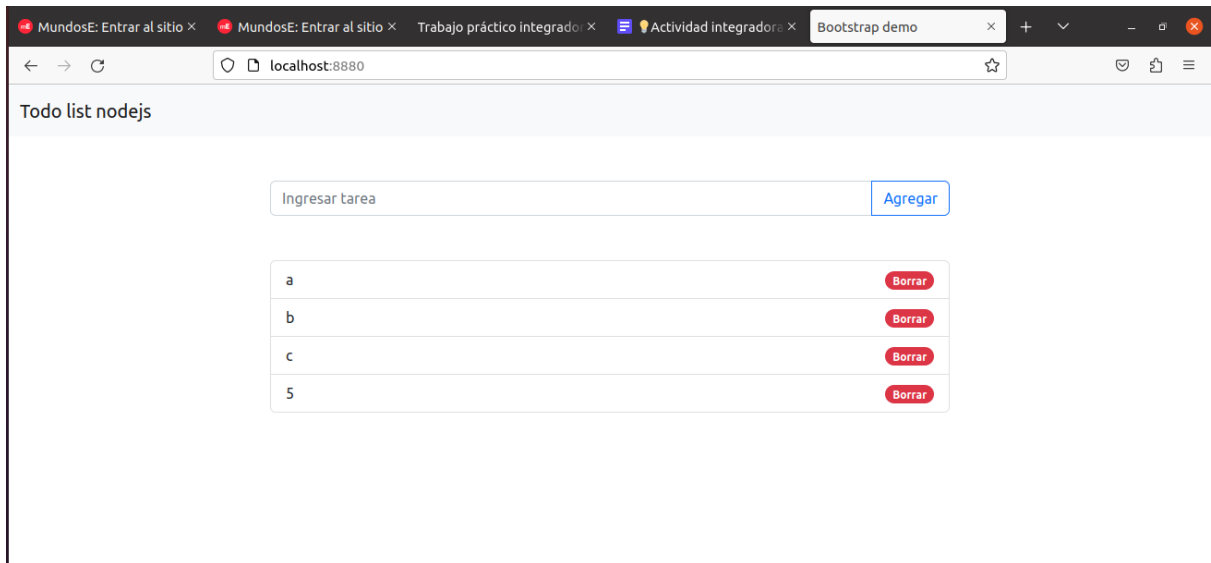 MundosE: Entrar al sitio
MundosE: Entrar al sitio
Trabajo práctico integrador
Actividad integradora
Bootstrap demo
localhost:8880
Todo list nodejs
Ingresar tarea
Agregar
a
Borrar
b
Borrar
c
Borrar
5
Borrar